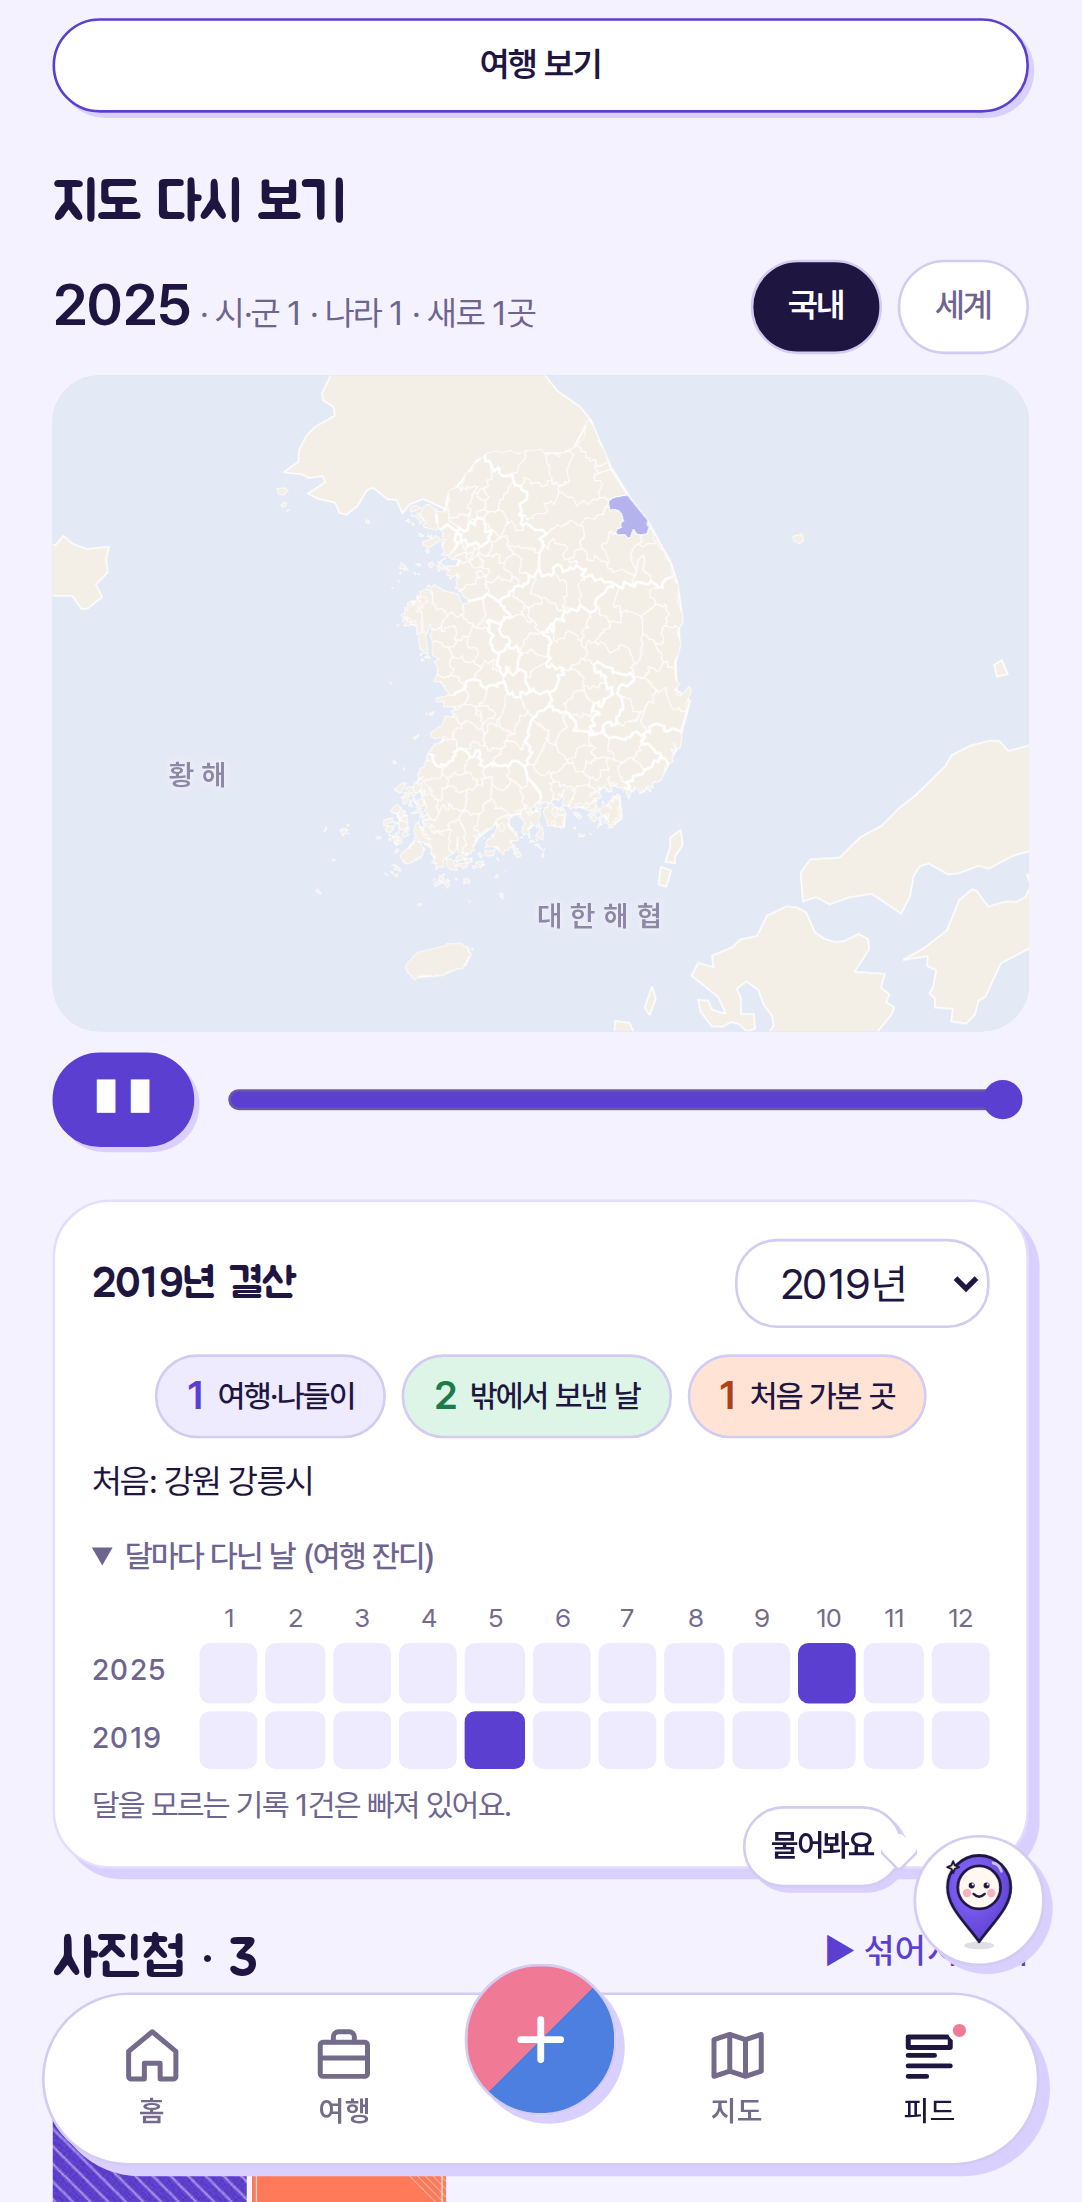 여행 보기
지도 다시 보기
2025 · 시·군 1 · 나라 1 · 새로 1곳
국내
세계
황해
대한해협
2019년 결산
2019년
1 여행·나들이
2 밖에서 보낸 날
1 처음 가본 곳
처음: 강원 강릉시
▼ 달마다 다닌 날 (여행 잔디)
1 2 3 4 5 6 7 8 9 10 11 12
2025
2019
달을 모르는 기록 1건은 빠져 있어요.
물어봐요
사진첩 · 3
▶ 섞어
홈
여행
지도
피드